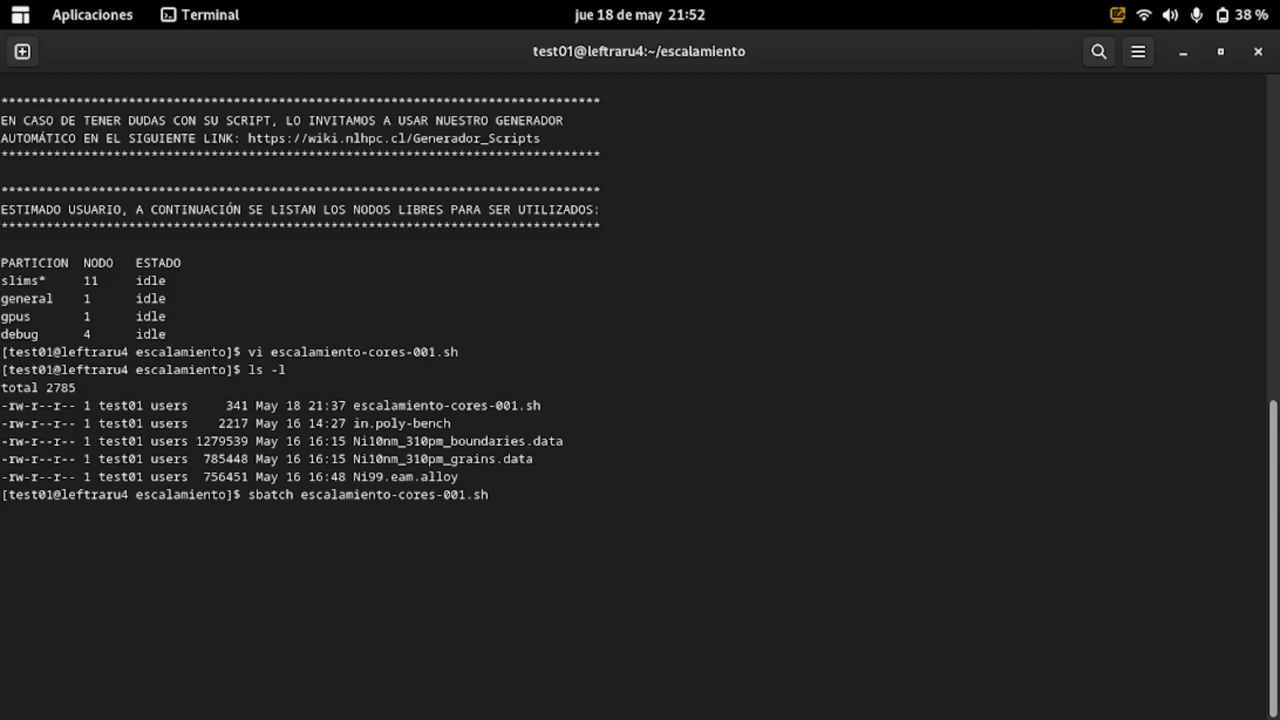 Aplicaciones Terminal jue 18 de may 21:52 38 %
test01@leftraru4:~/escalamiento
********************************************************************************
EN CASO DE TENER DUDAS CON SU SCRIPT, LO INVITAMOS A USAR NUESTRO GENERADOR
AUTOMÁTICO EN EL SIGUIENTE LINK: https://wiki.nlhpc.cl/Generador_Scripts
********************************************************************************
********************************************************************************
ESTIMADO USUARIO, A CONTINUACIÓN SE LISTAN LOS NODOS LIBRES PARA SER UTILIZADOS:
********************************************************************************
PARTICION NODO ESTADO
slims* 11 idle
general 1 idle
gpus 1 idle
debug 4 idle
[test01@leftraru4 escalamiento]$ vi escalamiento-cores-001.sh
[test01@leftraru4 escalamiento]$ ls -l
total 2785
-rw-r--r-- 1 test01 users 341 May 18 21:37 escalamiento-cores-001.sh
-rw-r--r-- 1 test01 users 2217 May 16 14:27 in.poly-bench
-rw-r--r-- 1 test01 users 1279539 May 16 16:15 Ni10nm_310pm_boundaries.data
-rw-r--r-- 1 test01 users 785448 May 16 16:15 Ni10nm_310pm_grains.data
-rw-r--r-- 1 test01 users 756451 May 16 16:48 Ni99.eam.alloy
[test01@leftraru4 escalamiento]$ sbatch escalamiento-cores-001.sh